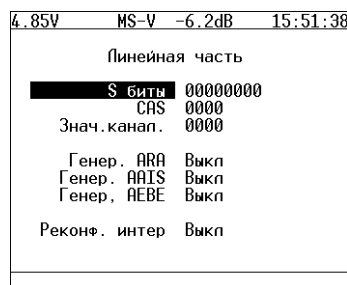 4.85V MS-V -6.2dB 15:51:38
Линейная часть
S биты 00000000
CAS 0000
Знач.канал. 0000
Генер. ARA Выкл
Генер. AAIS Выкл
Генер, AEBE Выкл
Реконф. интер Выкл